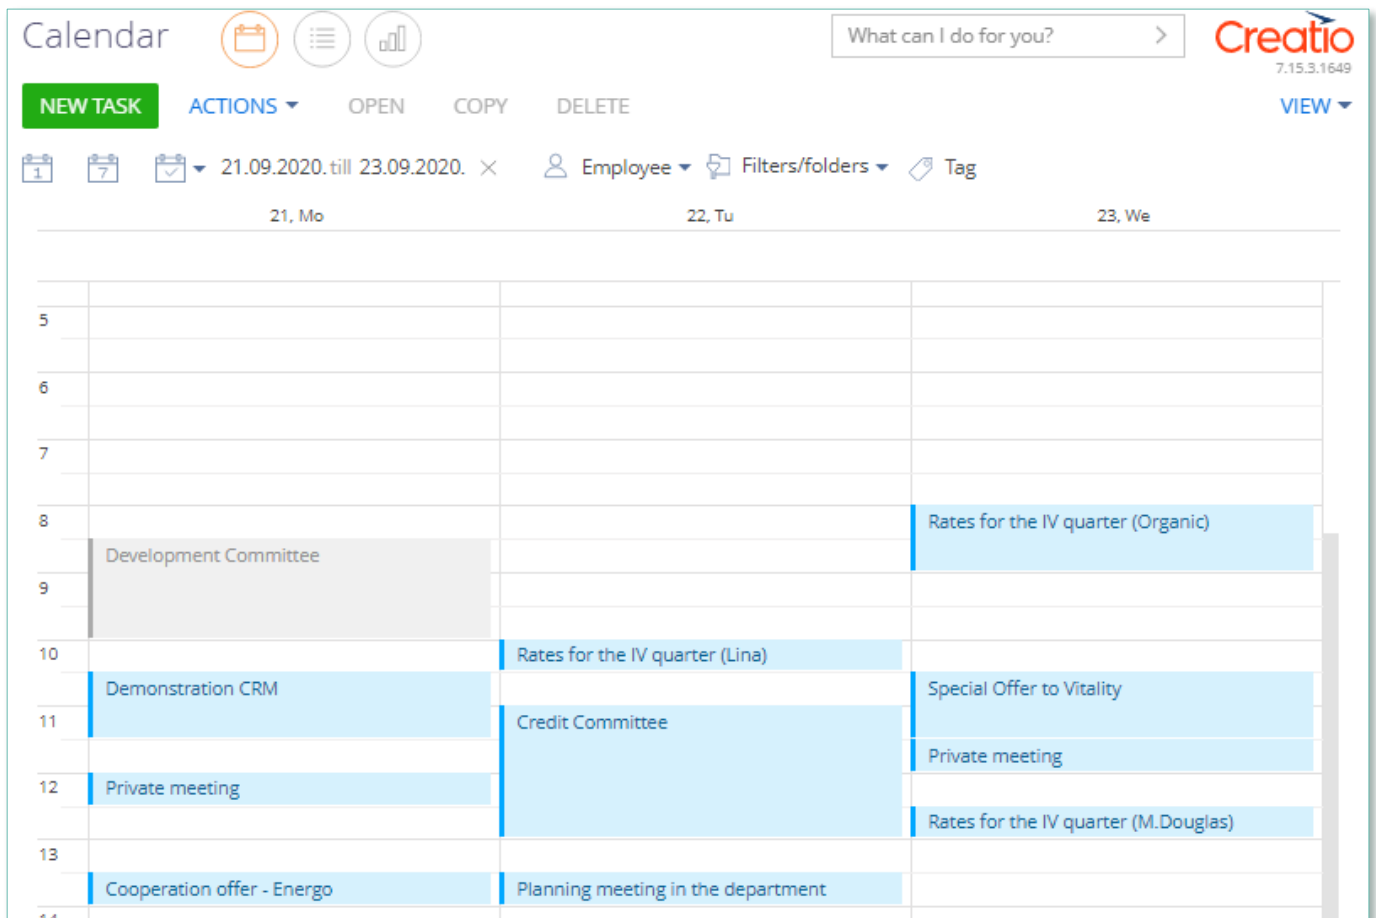 Calendar
What can I do for you?
Creatio
7.15.3.1649
NEW TASK ACTIONS OPEN COPY DELETE VIEW
1 7 21.09.2020. till 23.09.2020. Employee Filters/folders Tag
21, Mo 22, Tu 23, We
5
6
7
8 Rates for the IV quarter (Organic)
Development Committee
9
10 Rates for the IV quarter (Lina)
Demonstration CRM Special Offer to Vitality
11 Credit Committee
Private meeting
12 Private meeting
Rates for the IV quarter (M.Douglas)
13
Cooperation offer - Energo Planning meeting in the department